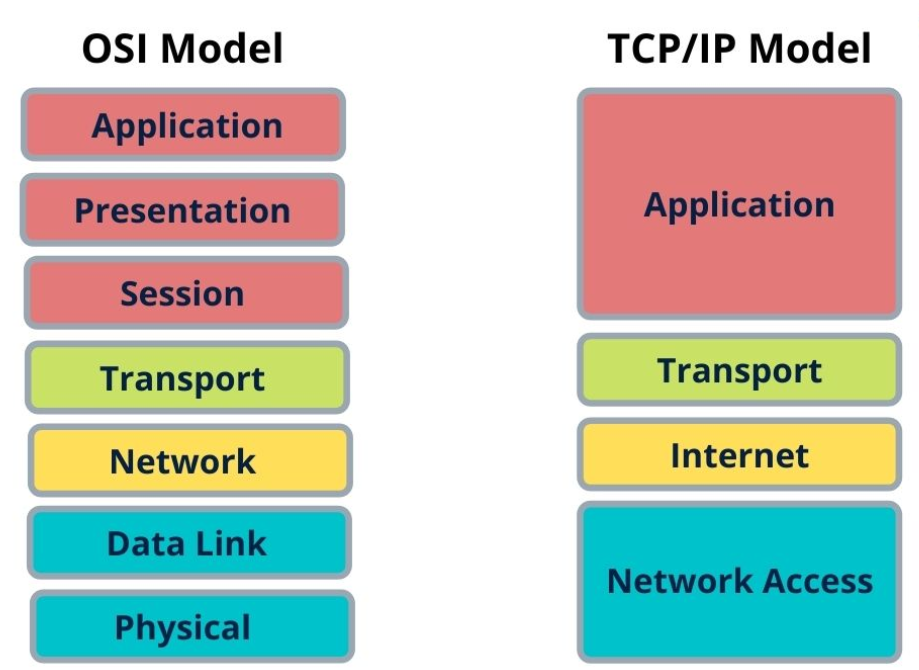 OSI Model
Application
Presentation
Session
Transport
Network
Data Link
Physical
TCP/IP Model
Application
Transport
Internet
Network Access